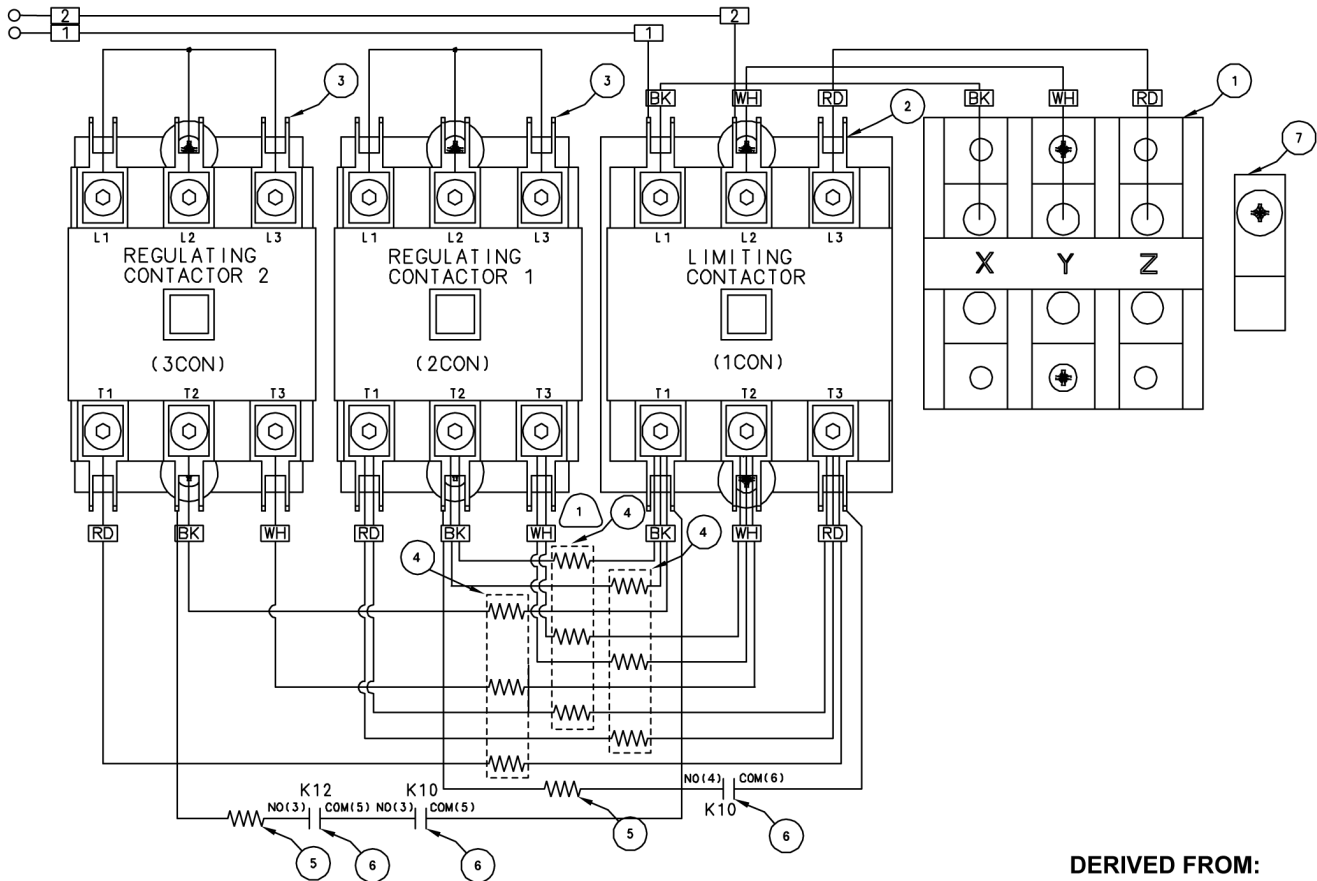 2 2
1 1
3 3 BK WH RD 2 BK WH RD 1
7
L1 L2 L3 L1 L2 L3 L1 L2 L3
REGULATING
CONTACTOR 2
REGULATING
CONTACTOR 1
LIMITING
CONTACTOR
X Y Z
(3CON) (2CON) (1CON)
T1 T2 T3 T1 T2 T3 T1 T2 T3
1 4
RD BK WH RD BK WH BK WH RD
4 4
K12 K10
NO(3) COM(5) NO(3) COM(5)
NO(4) COM(6)
K10
5 6 6 5 6
DERIVED FROM: